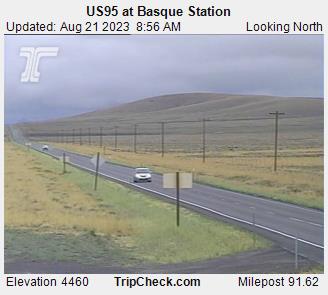 US95 at Basque Station
Updated: Aug 21 2023 8:56 AM Looking North
Elevation 4460 TripCheck.com Milepost 91.62